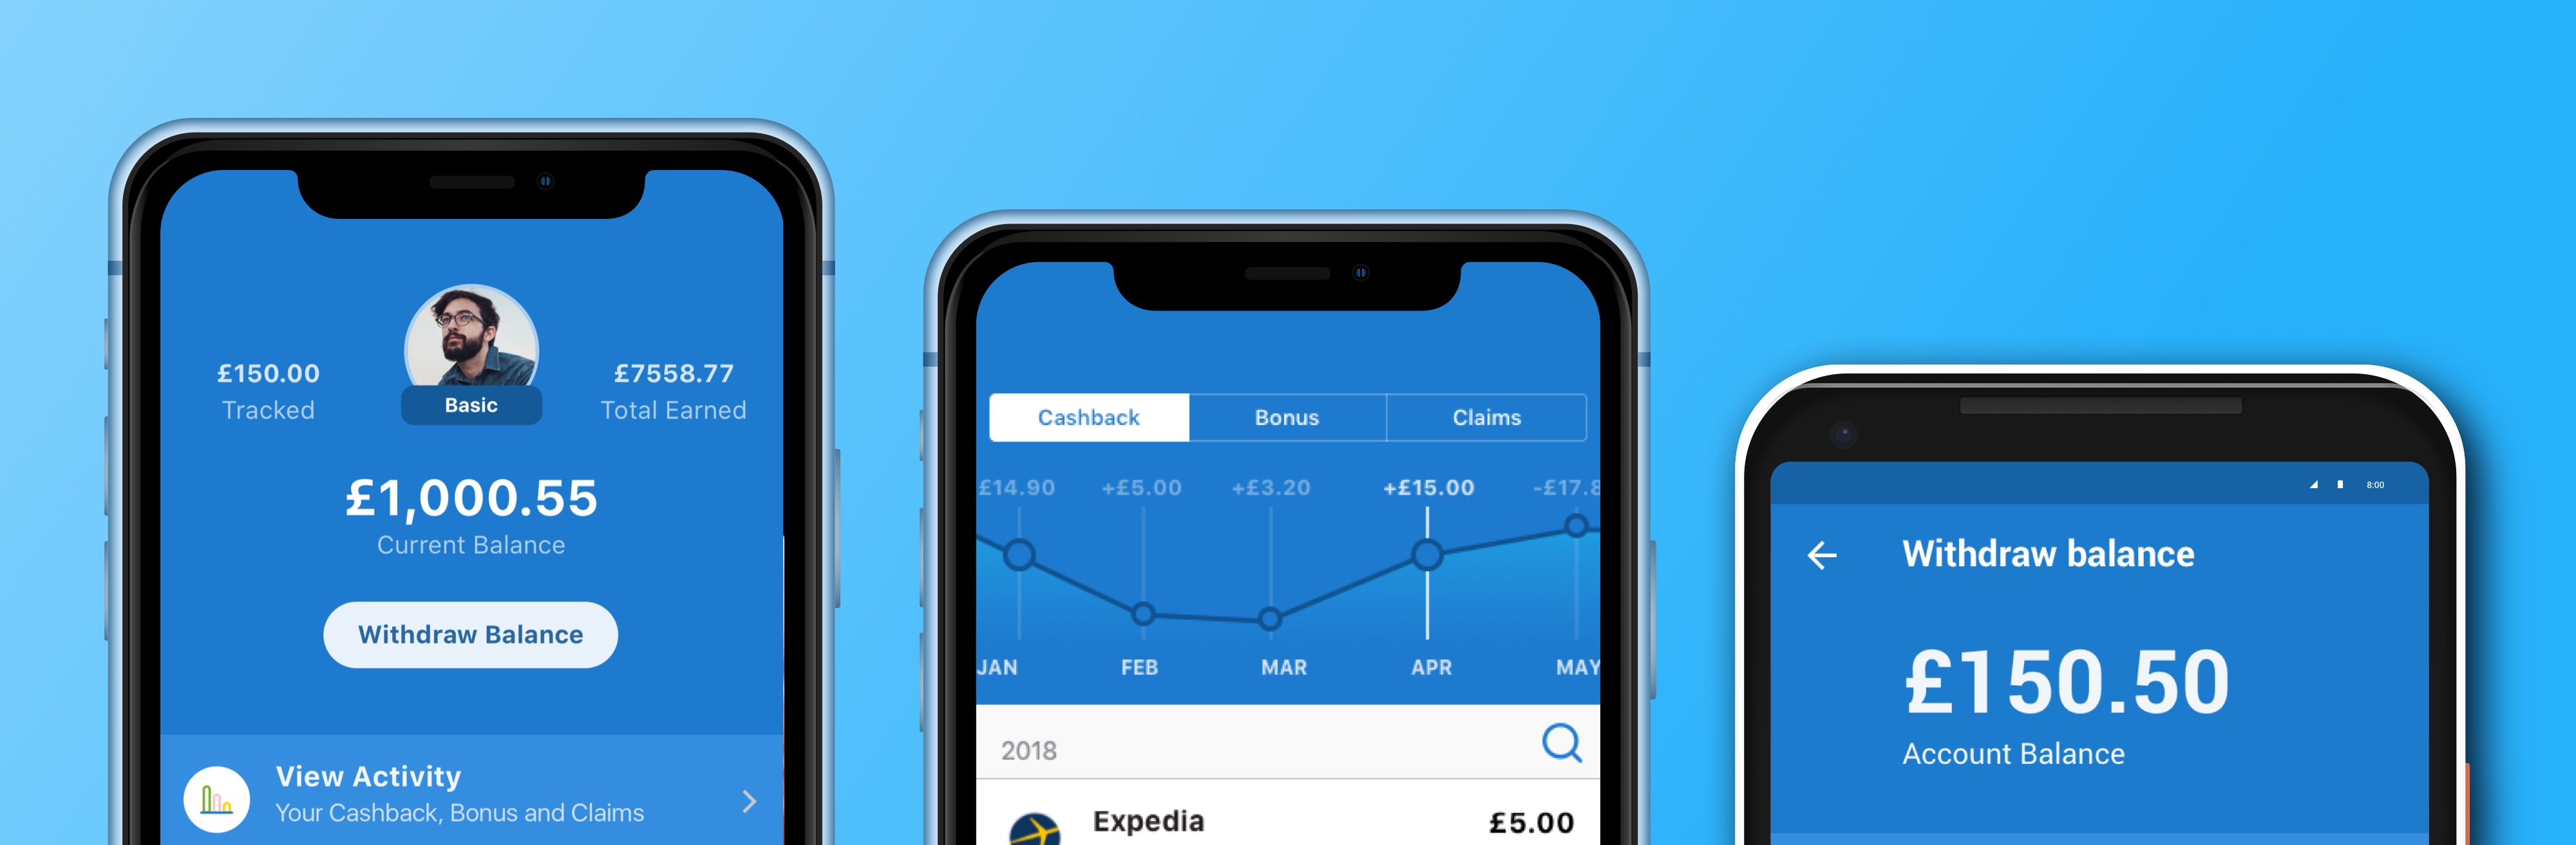 £150.00
Tracked
Basic
£7558.77
Total Earned
£1,000.55
Current Balance
Withdraw Balance
View Activity
Your Cashback, Bonus and Claims
Cashback Bonus Claims
£14.90 +£5.00 +£3.20 +£15.00 -£17.8
JAN FEB MAR APR MAY
2018
Expedia £5.00
8:00
Withdraw balance
£150.50
Account Balance